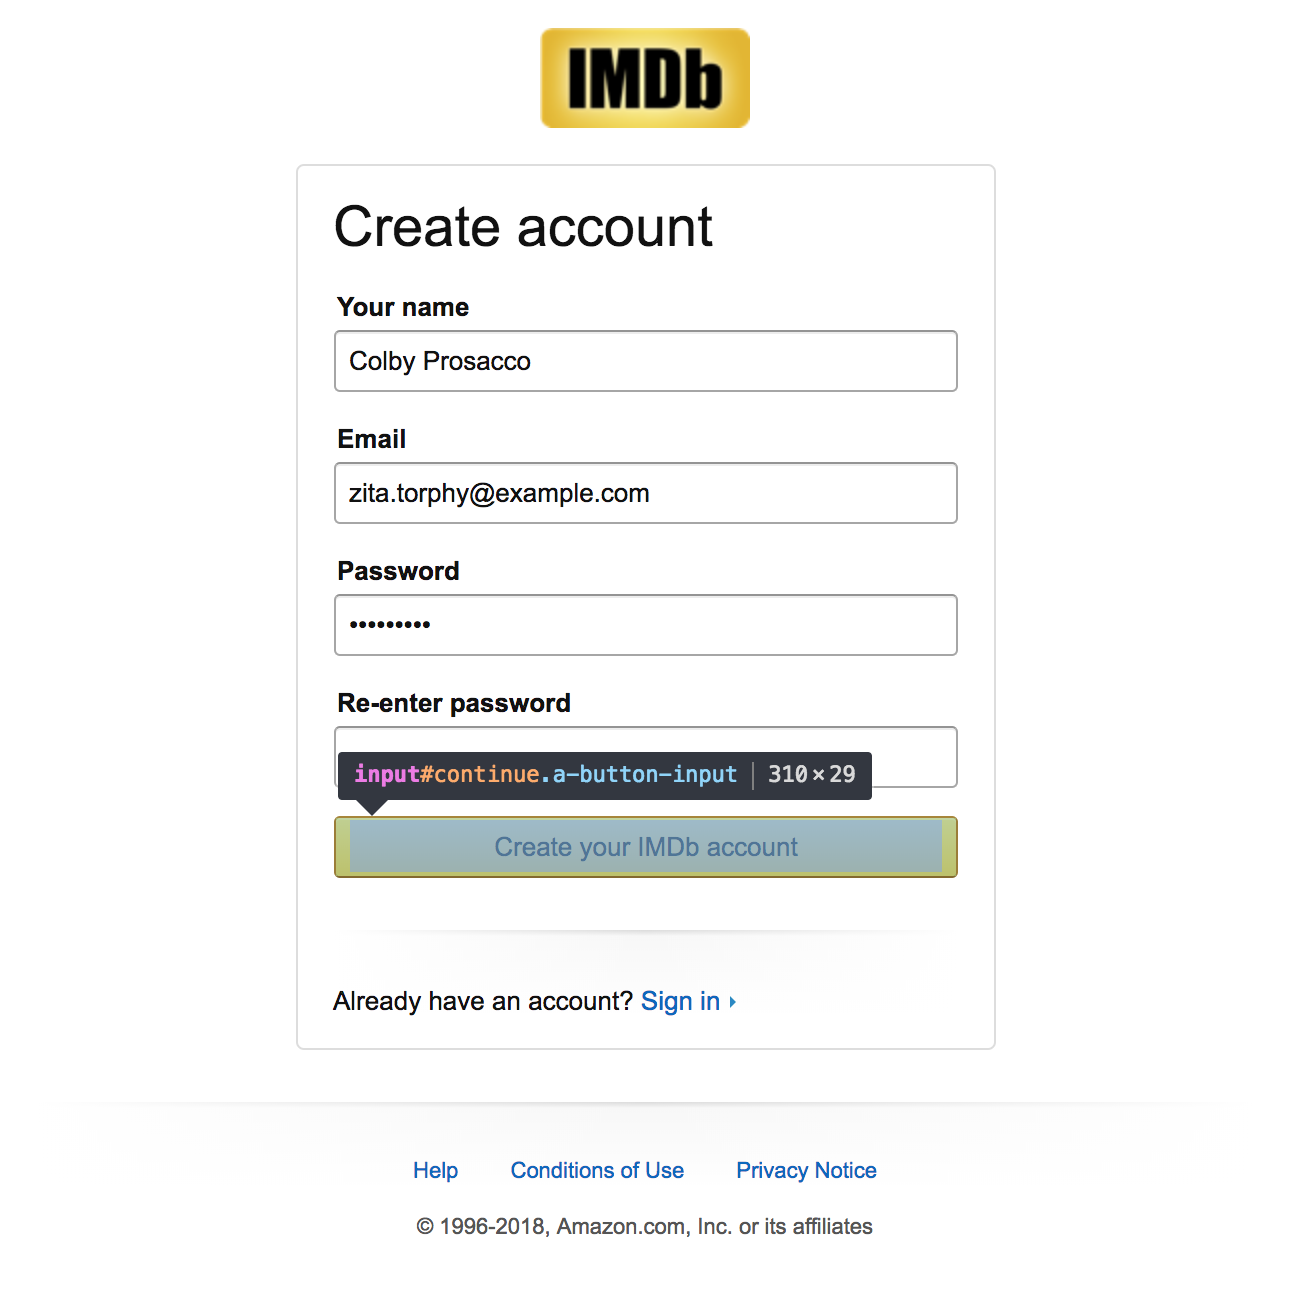 IMDb
Create account
Your name
Colby Prosacco
Email
zita.torphy@example.com
Password
•••••••••
Re-enter password
input#continue.a-button-input 310×29
Create your IMDb account
Already have an account? Sign in
Help Conditions of Use Privacy Notice
© 1996-2018, Amazon.com, Inc. or its affiliates